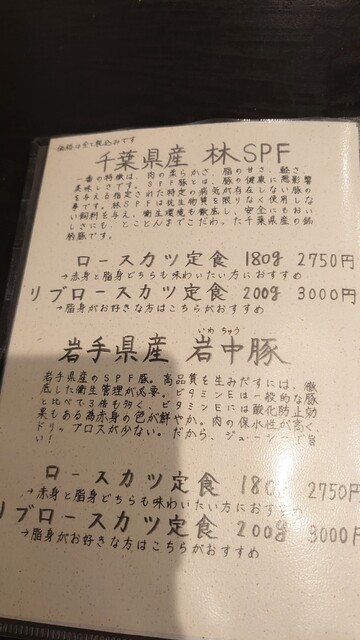 価格は全て税込みです
千葉県産 林SPF
一番の特徴は、肉の柔らかさ、脂の甘さ、軽さ、
美味しさです。SPF豚とは、豚の健康に悪影響
を与える指定された特定の病気が存在しない豚の
事です。林SPFは抗生物質を限りなく使用しな
い飼料を与え、衛生環境も徹底し、安全にもおい
しさにも、とことんまでこだわった千葉県産の銘
柄豚です。
ロースカツ定食 180g 2750円
→赤身と脂身どちらも味わいたい方におすすめ
リブロースカツ定食 200g 3000円
→脂身がお好きな方はこちらがおすすめ
いわちゅう
岩手県産 岩中豚
岩手県産のSPF豚。高品質を生みだすには、徹
底した衛生管理が必要。ビタミンEは一般的な豚
と比べて3倍も多く、ビタミンEには酸化防止効
果もある為赤身の色が鮮やか。肉の保水性が高く、
ドリップロスが少ない。だから、ジューシー 旨
い!
ロースカツ定食 180g 2750円
→赤身と脂身どちらも味わいたい方におすすめ
リブロースカツ定食 200g 3000円
→脂身がお好きな方はこちらがおすすめ